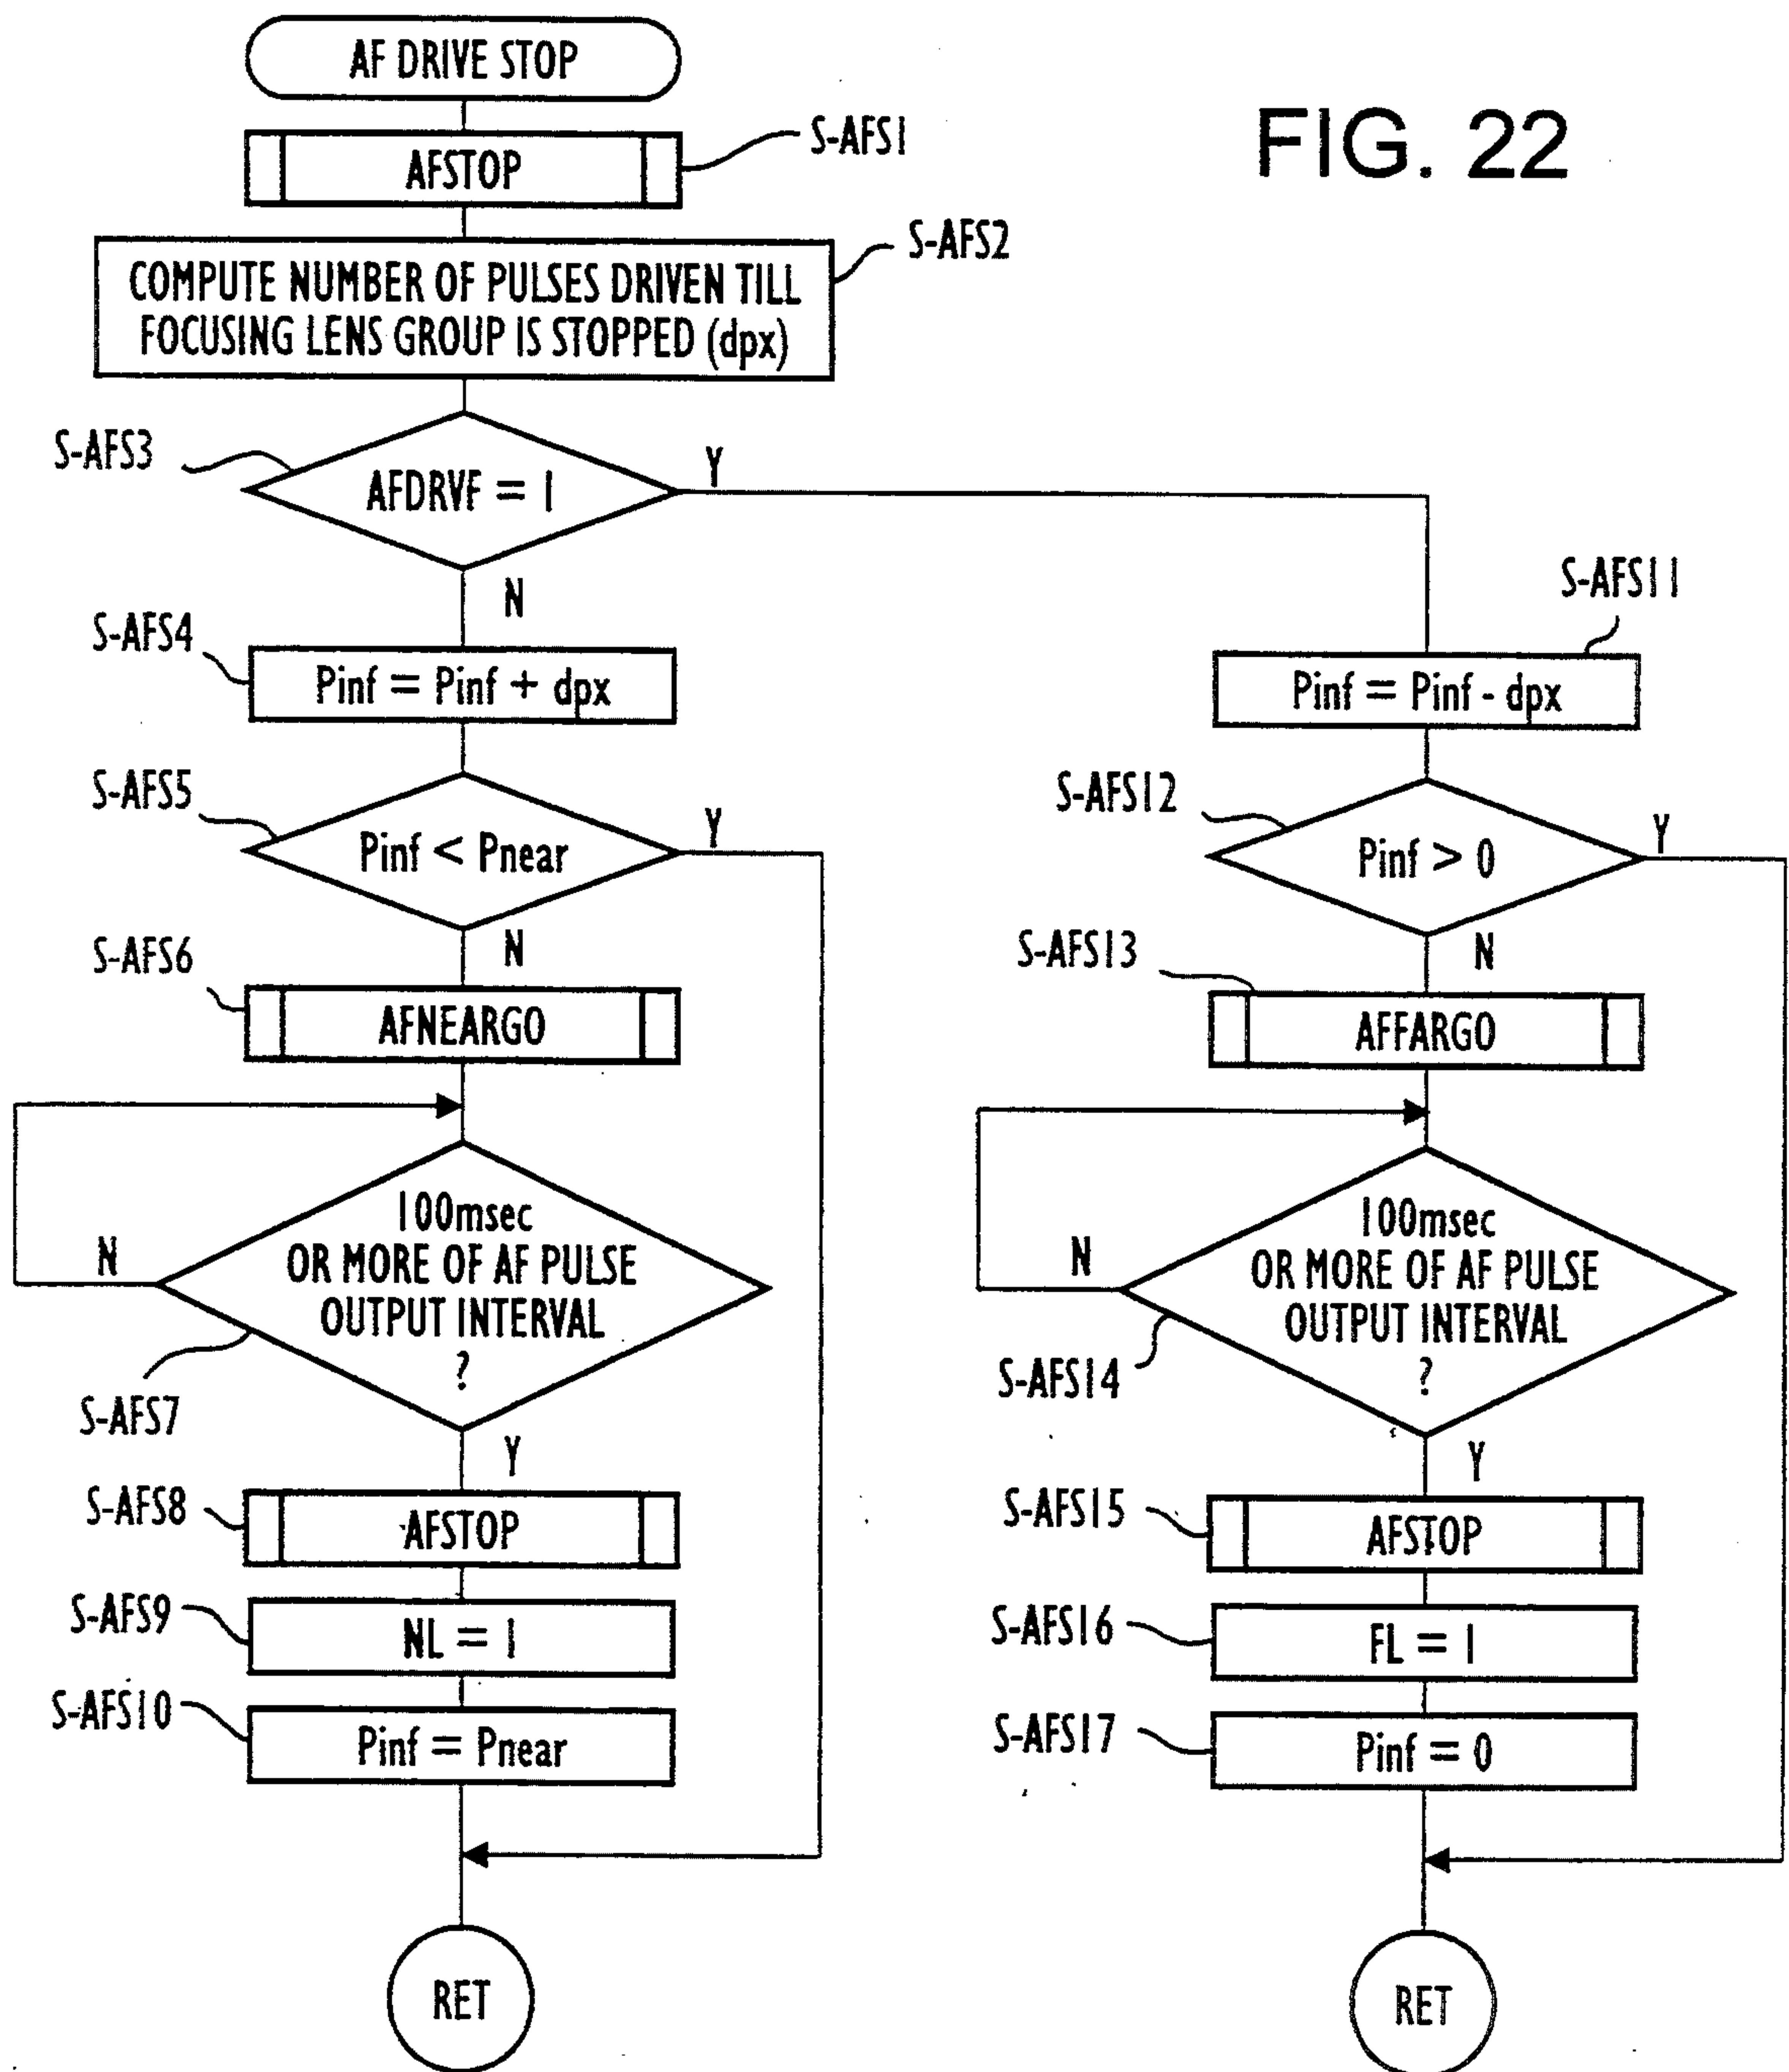 FIG. 22
AF DRIVE STOP
S-AFS1
AFSTOP
S-AFS2
COMPUTE NUMBER OF PULSES DRIVEN TILL
FOCUSING LENS GROUP IS STOPPED (dpx)
S-AFS3
AFDRVF = 1
Y
N
S-AFS4
Pinf = Pinf + dpx
S-AFS5
Pinf < Pnear
Y
N
S-AFS6
AFNEARGO
100msec
OR MORE OF AF PULSE
OUTPUT INTERVAL
?
N
S-AFS7
Y
S-AFS8
AFSTOP
S-AFS9
NL = 1
S-AFS10
Pinf = Pnear
RET
S-AFS11
Pinf = Pinf - dpx
S-AFS12
Pinf > 0
Y
N
S-AFS13
AFFARGO
100msec
OR MORE OF AF PULSE
OUTPUT INTERVAL
?
N
S-AFS14
Y
S-AFS15
AFSTOP
S-AFS16
FL = 1
S-AFS17
Pinf = 0
RET